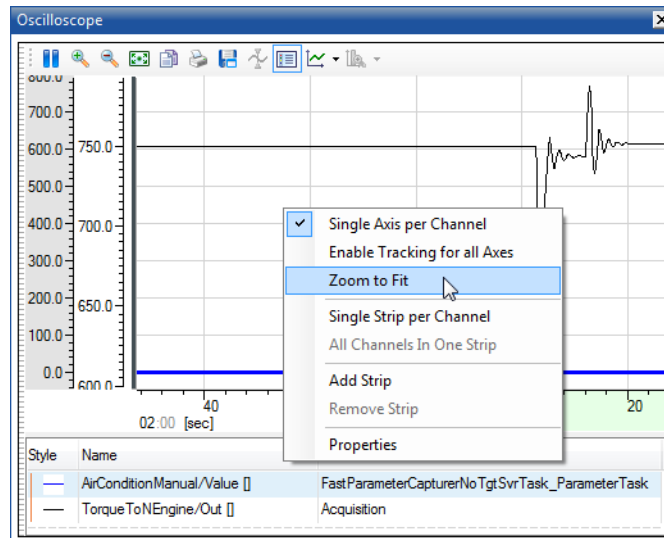 Oscilloscope
800.0
700.0
600.0
500.0
400.0
300.0
200.0
100.0
0.0
750.0
700.0
650.0
600.0
Single Axis per Channel
Enable Tracking for all Axes
Zoom to Fit
Single Strip per Channel
All Channels In One Strip
Add Strip
Remove Strip
Properties
40
20
02:00 [sec]
Style Name
AirConditionManual/Value [] FastParameterCapturerNoTgtSvrTask_ParameterTask
TorqueToNEngine/Out [] Acquisition